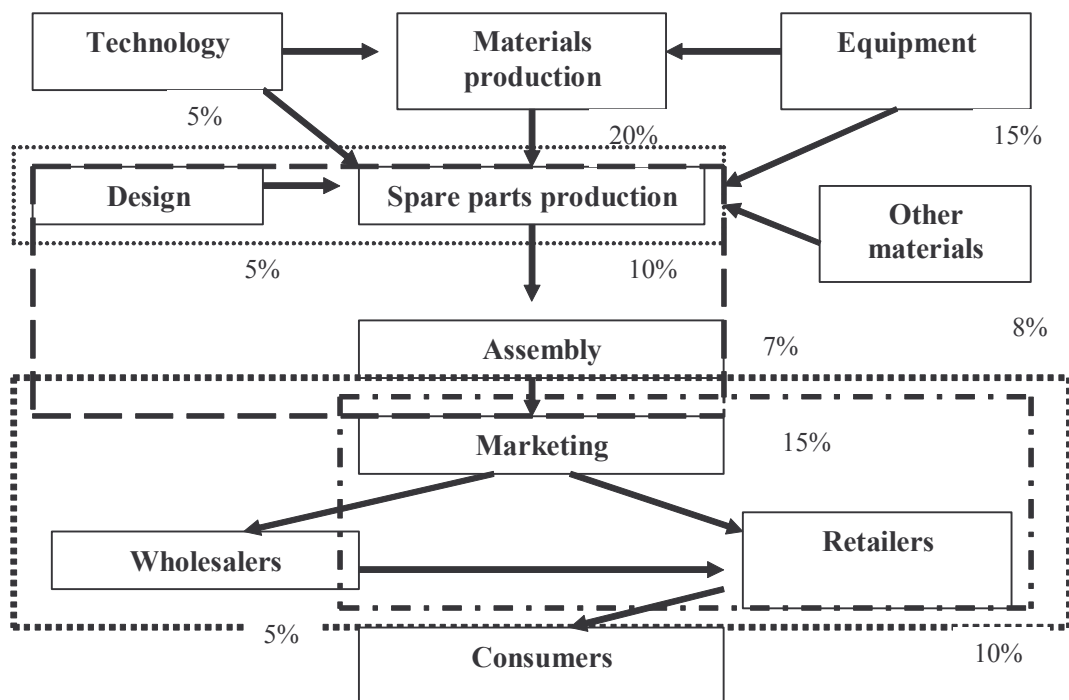 Technology
Materials
production
Equipment
5%
20%
15%
Design
Spare parts production
Other
materials
5%
10%
8%
Assembly
7%
Marketing
15%
Wholesalers
Retailers
5%
10%
Consumers